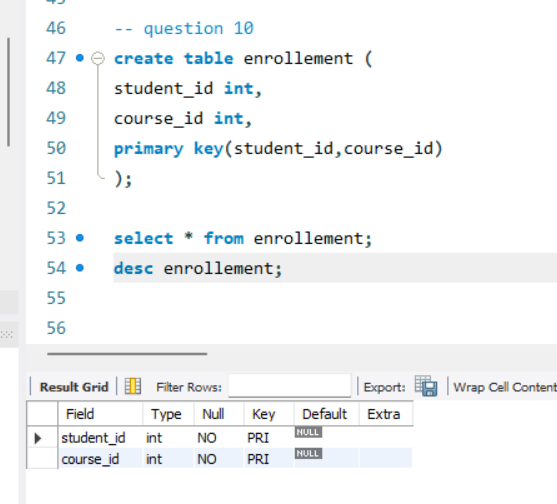 46 -- question 10
47 create table enrollement (
48 student_id int,
49 course_id int,
50 primary key(student_id,course_id)
51 );
52
53 select * from enrollement;
54 desc enrollement;
55
56
Result Grid Filter Rows: Export: Wrap Cell Content
Field Type Null Key Default Extra
student_id int NO PRI NULL
course_id int NO PRI NULL